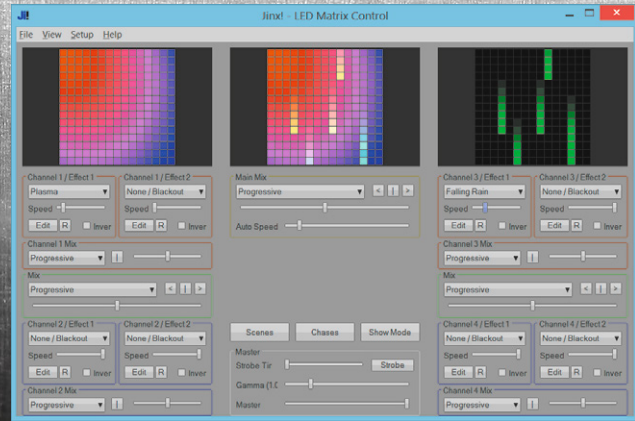 Ji!
Jinx! - LED Matrix Control
File View Setup Help
Channel 1 / Effect 1
Plasma
Speed
Edit R Inver
Channel 1 / Effect 2
None / Blackout
Speed
Edit R Inver
Channel 1 Mix
Progressive |
Mix
Progressive < | >
Channel 2 / Effect 1
None / Blackout
Speed
Edit R Inver
Channel 2 / Effect 2
None / Blackout
Speed
Edit R Inver
Channel 2 Mix
Progressive |
Main Mix
Progressive < | >
Auto Speed
Scenes Chases Show Mode
Master
Strobe Tir Strobe
Gamma (1.0
Master
Channel 3 / Effect 1
Falling Rain
Speed
Edit R Inver
Channel 3 / Effect 2
None / Blackout
Speed
Edit R Inver
Channel 3 Mix
Progressive |
Mix
Progressive < | >
Channel 4 / Effect 1
None / Blackout
Speed
Edit R Inver
Channel 4 / Effect 2
None / Blackout
Speed
Edit R Inver
Channel 4 Mix
Progressive |